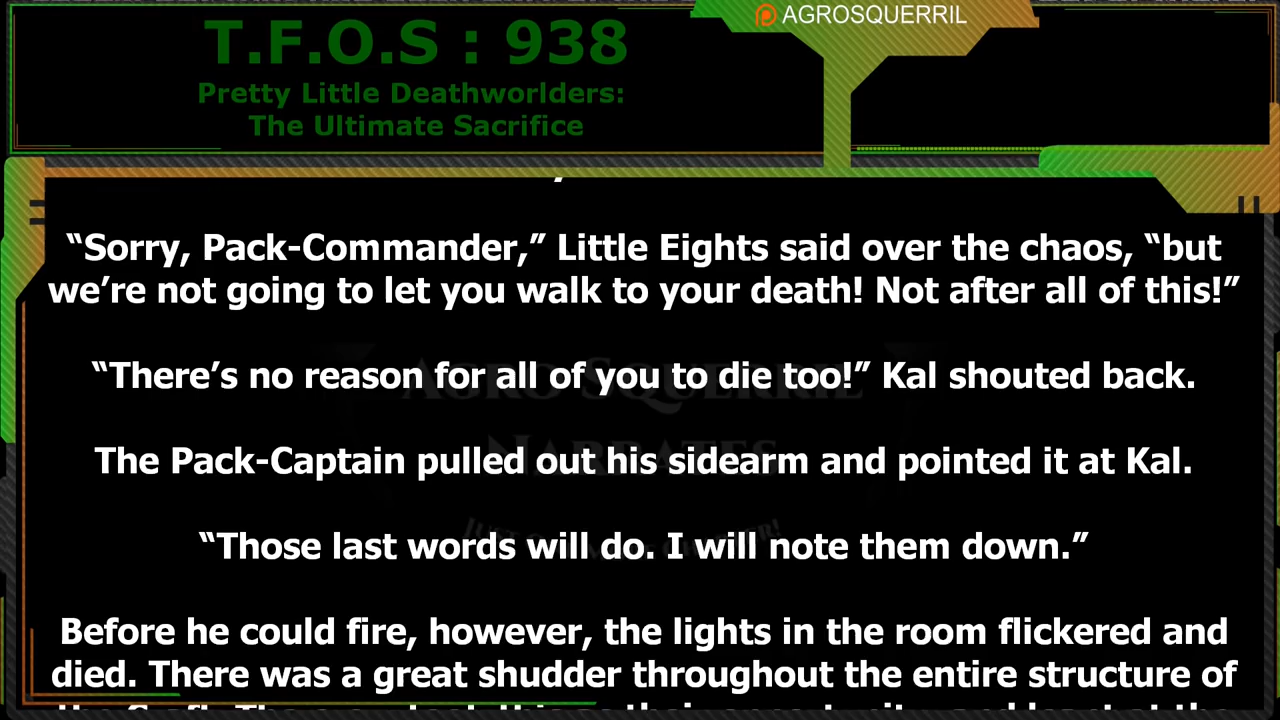 AGROSQUERRIL
T.F.O.S : 938
Pretty Little Deathworlders:
The Ultimate Sacrifice
“Sorry, Pack-Commander,” Little Eights said over the chaos, “but
we’re not going to let you walk to your death! Not after all of this!”
“There’s no reason for all of you to die too!” Kal shouted back.
AGRO SQUERRIL
NARRATES
The Pack-Captain pulled out his sidearm and pointed it at Kal.
“Those last words will do. I will note them down.”
Before he could fire, however, the lights in the room flickered and
died. There was a great shudder throughout the entire structure of